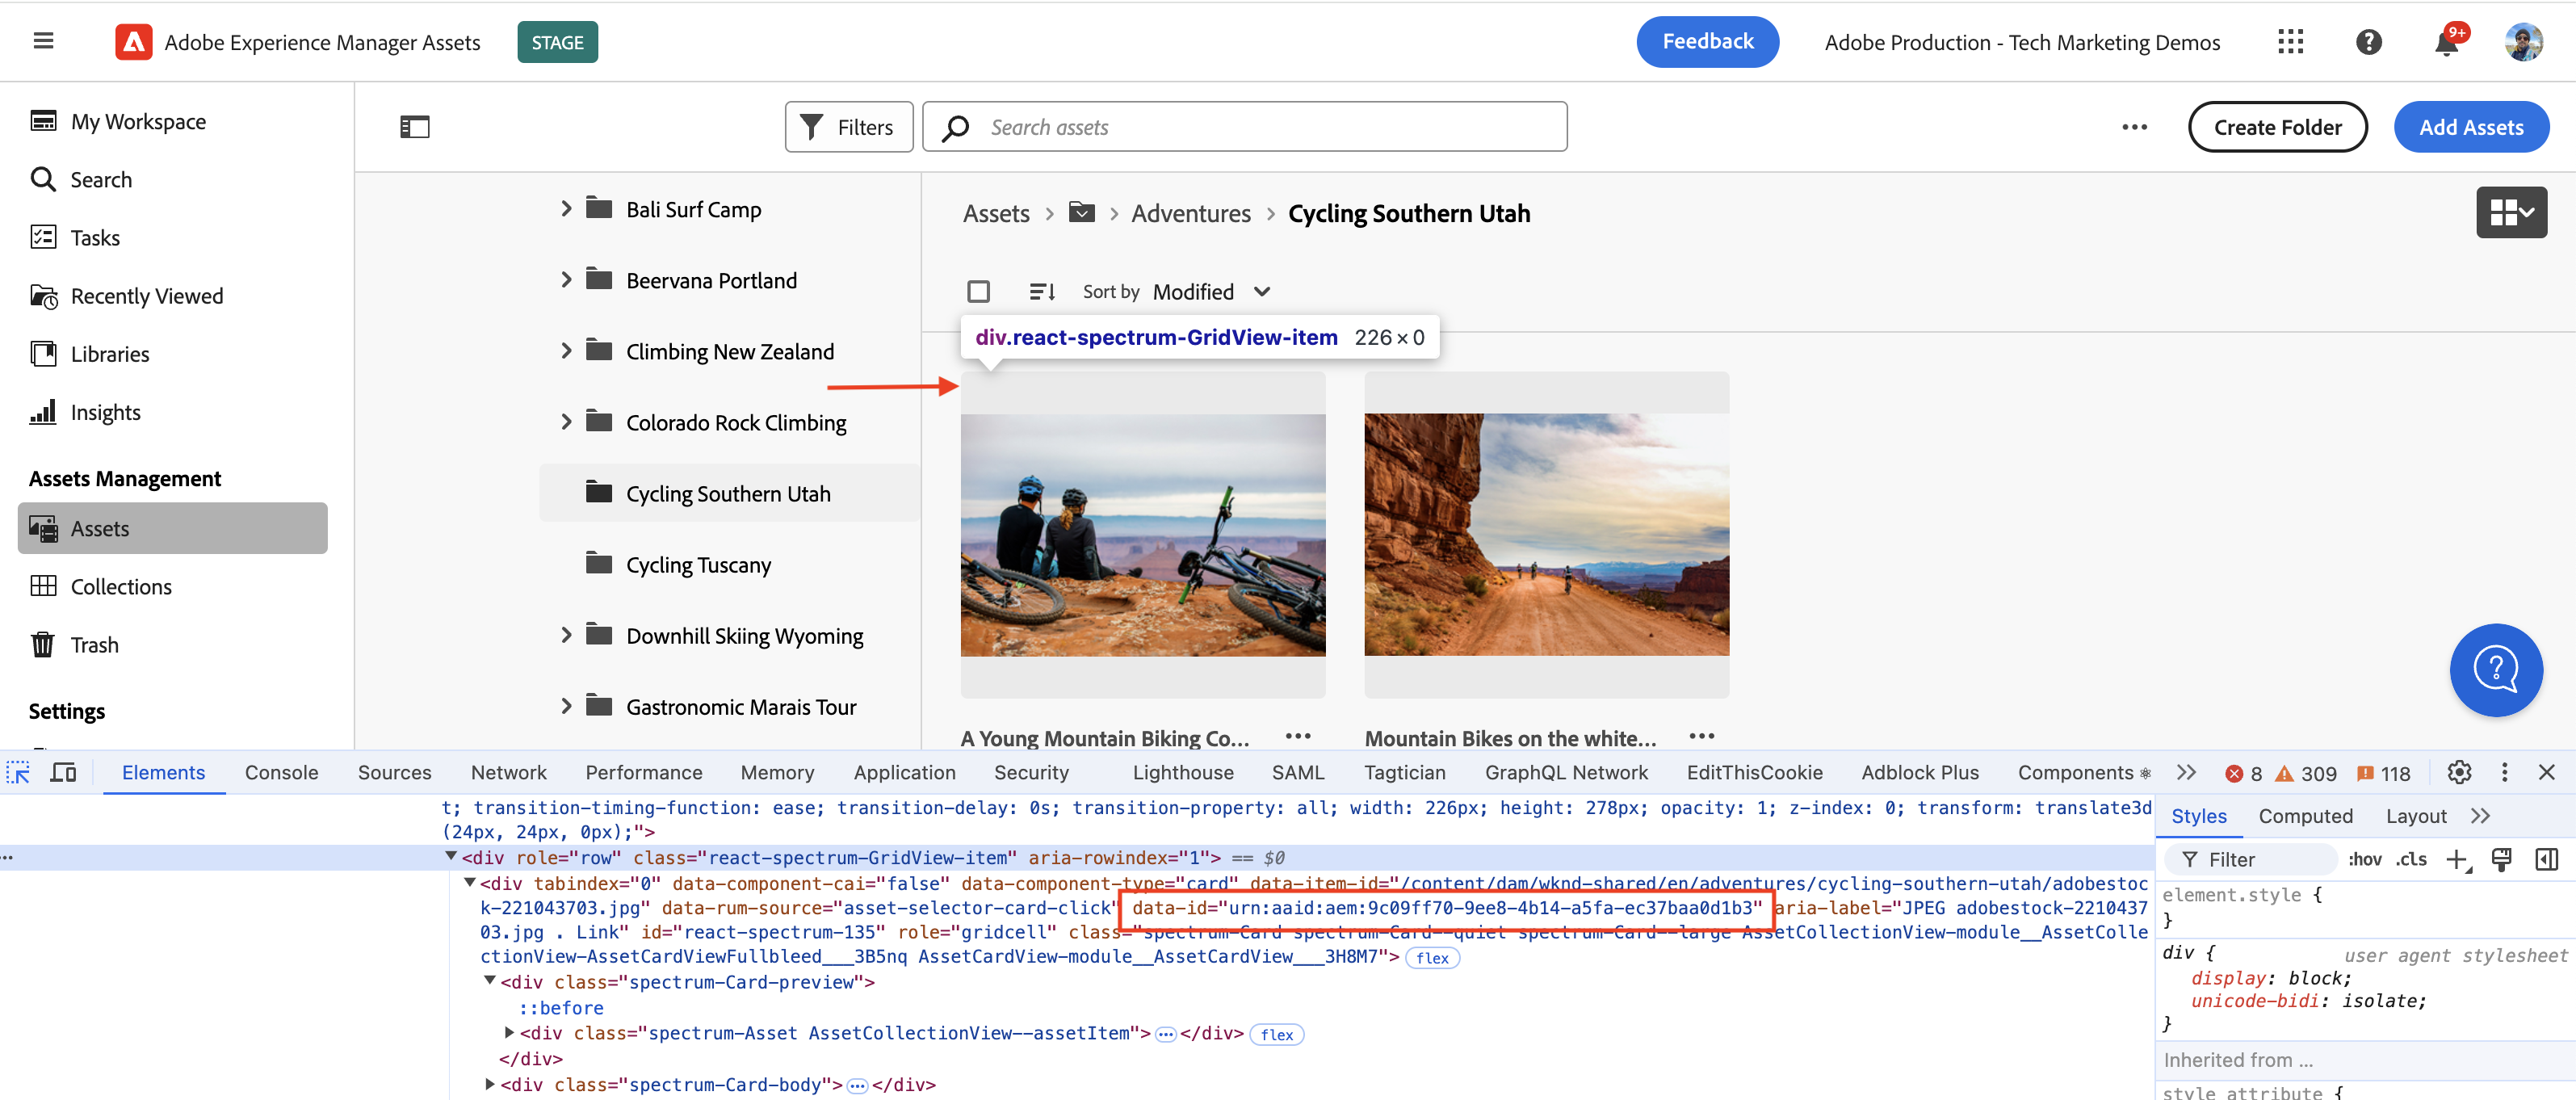 Adobe Experience Manager Assets STAGE Feedback Adobe Production - Tech Marketing Demos 9+
My Workspace
Search
Tasks
Recently Viewed
Libraries
Insights
Assets Management
Assets
Collections
Trash
Settings
Filters Search assets Create Folder Add Assets
Bali Surf Camp
Beervana Portland
Climbing New Zealand
Colorado Rock Climbing
Cycling Southern Utah
Cycling Tuscany
Downhill Skiing Wyoming
Gastronomic Marais Tour
Assets > > Adventures > Cycling Southern Utah
Sort by Modified
div.react-spectrum-GridView-item 226 × 0
A Young Mountain Biking Co... Mountain Bikes on the white...
Elements Console Sources Network Performance Memory Application Security Lighthouse SAML Tagtician GraphQL Network EditThisCookie Adblock Plus Components 8 309 118
t; transition-timing-function: ease; transition-delay: 0s; transition-property: all; width: 226px; height: 278px; opacity: 1; z-index: 0; transform: translate3d
(24px, 24px, 0px);">
<div role="row" class="react-spectrum-GridView-item" aria-rowindex="1"> == $0
<div tabindex="0" data-component-cai="false" data-component-type="card" data-item-id="/content/dam/wknd-shared/en/adventures/cycling-southern-utah/adobestoc
k-221043703.jpg" data-rum-source="asset-selector-card-click" data-id="urn:aaid:aem:9c09ff70-9ee8-4b14-a5fa-ec37baa0d1b3" aria-label="JPEG adobestock-2210437
03.jpg . Link" id="react-spectrum-135" role="gridcell" class="spectrum-Card spectrum-Card--quiet spectrum-Card--large AssetCollectionView-module__AssetColle
ctionView-AssetCardViewFullbleed___3B5nq AssetCardView-module__AssetCardView___3H8M7"> flex
<div class="spectrum-Card-preview">
::before
<div class="spectrum-Asset AssetCollectionView--assetItem"> ... </div> flex
</div>
<div class="spectrum-Card-body"> ... </div>
Styles Computed Layout
Filter :hov .cls
element.style {
}
div { user agent stylesheet
display: block;
unicode-bidi: isolate;
}
Inherited from ...
style attribute {